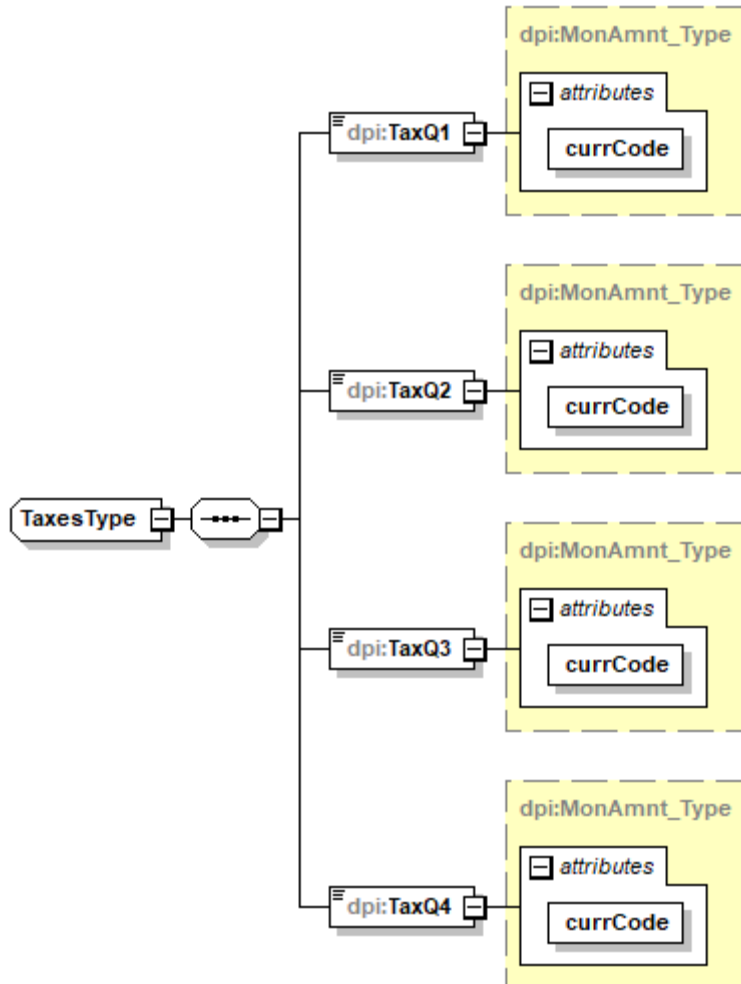 dpi:MonAmnt_Type
attributes
dpi:TaxQ1
currCode
dpi:MonAmnt_Type
attributes
dpi:TaxQ2
currCode
TaxesType
dpi:MonAmnt_Type
attributes
dpi:TaxQ3
currCode
dpi:MonAmnt_Type
attributes
dpi:TaxQ4
currCode